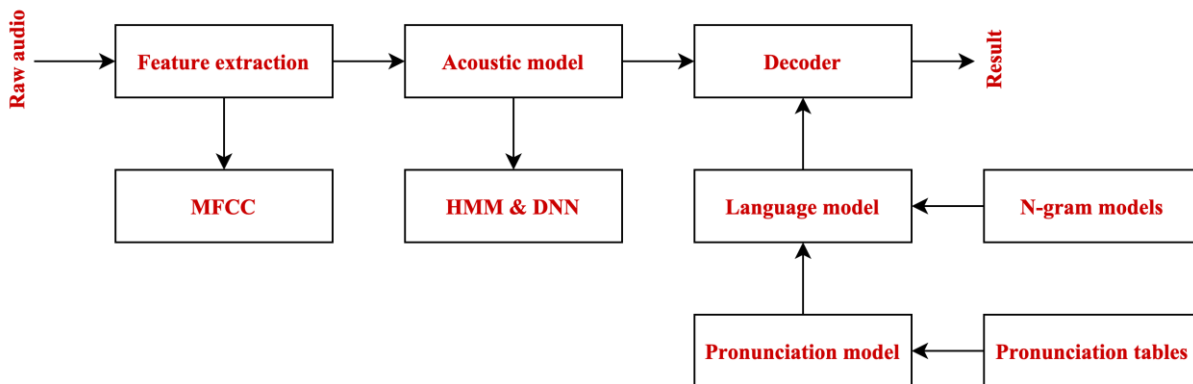 Raw audio
Feature extraction
Acoustic model
Decoder
Result
MFCC
HMM & DNN
Language model
N-gram models
Pronunciation model
Pronunciation tables